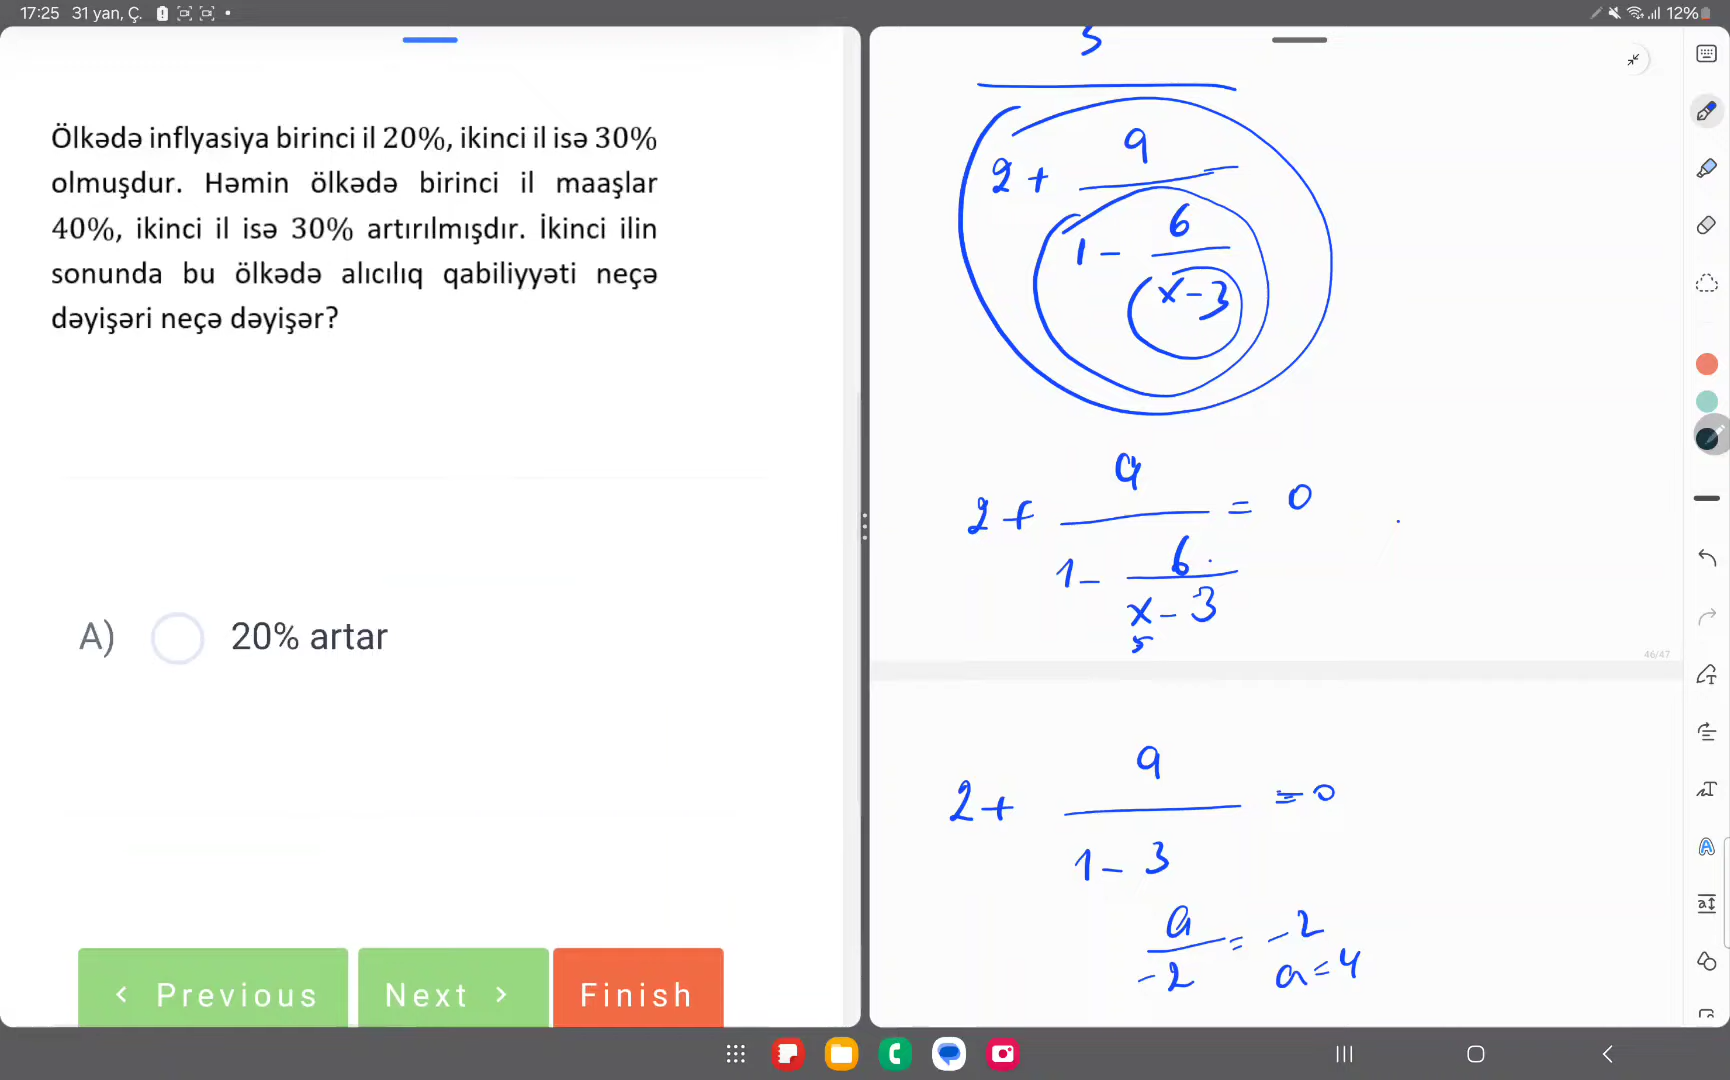 17:25 31 yan, Ç.
12%
Ölkədə inflyasiya birinci il 20%, ikinci il isə 30%
olmuşdur. Həmin ölkədə birinci il maaşlar
40%, ikinci il isə 30% artırılmışdır. İkinci ilin
sonunda bu ölkədə alıcılıq qabiliyyəti neçə
dəyişəri neçə dəyişər?
A) 20% artar
‹ Previous
Next ›
Finish
2 +
a
1 -
6
x - 3
2 +
a
= 0
1 -
6
x - 3
5
46/47
2 +
a
= 0
1 - 3
a
= -2
-2
a = 4